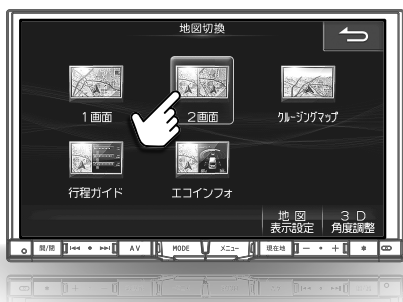 地図切換
1画面
2画面
クルージングマップ
行程ガイド
エコインフォ
地 図
表示設定
3 D
角度調整
開/閉
AV
MODE
メニュー
現在地
− ・ +
*